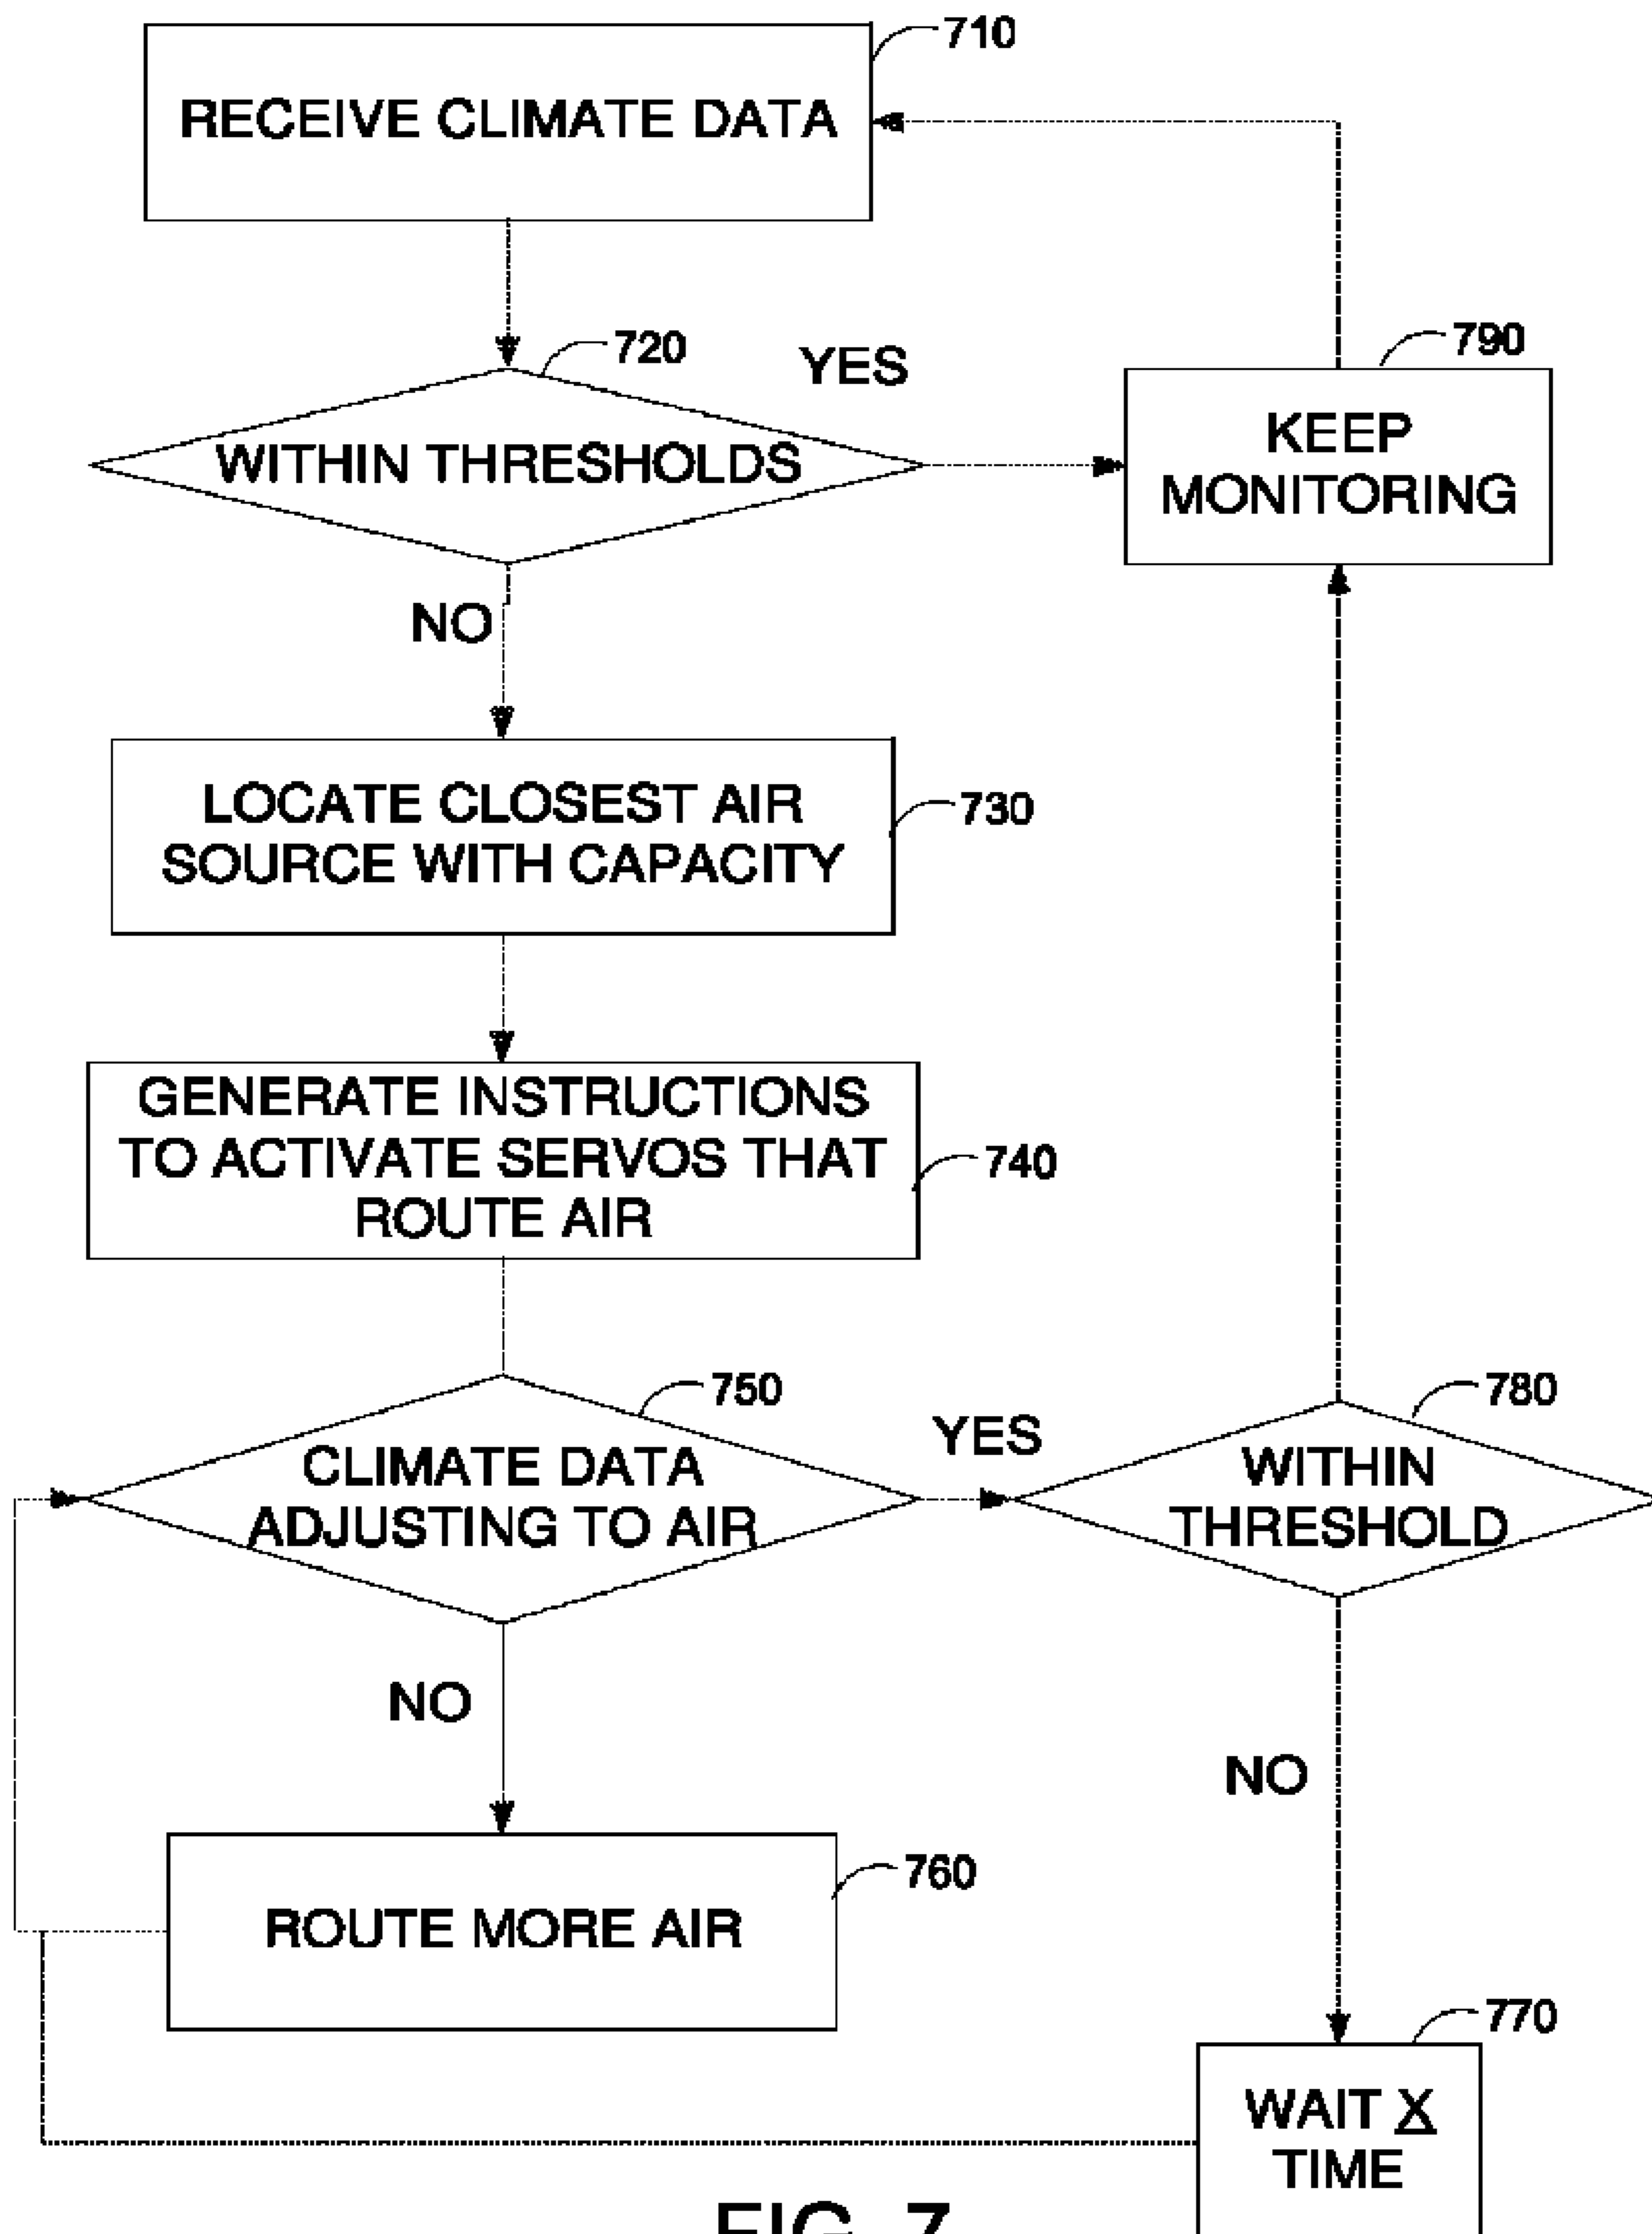 710
RECEIVE CLIMATE DATA
720
YES
790
WITHIN THRESHOLDS
KEEP
MONITORING
NO
LOCATE CLOSEST AIR
SOURCE WITH CAPACITY
730
GENERATE INSTRUCTIONS
TO ACTIVATE SERVOS THAT
ROUTE AIR
740
750
780
YES
CLIMATE DATA
ADJUSTING TO AIR
WITHIN
THRESHOLD
NO
NO
760
ROUTE MORE AIR
770
WAIT X
TIME
FIG. 7